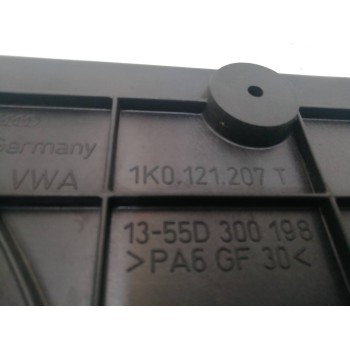 Germany
VWA
1K0.121.207 T
13-55D 300 198
>PA6 GF 30<